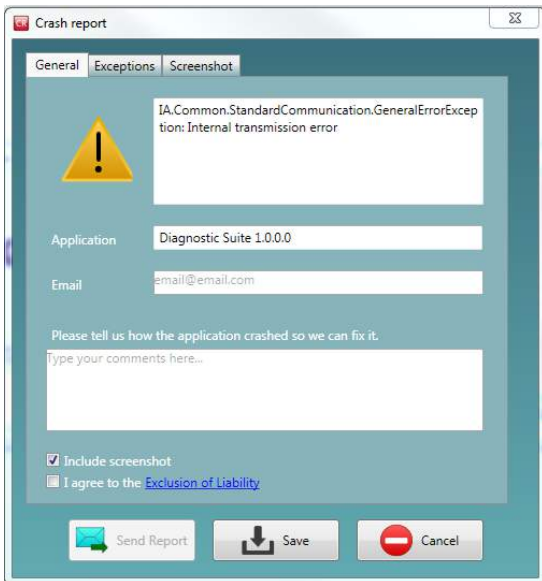 CR Crash report
General Exceptions Screenshot
IA.Common.StandardCommunication.GeneralErrorExcep
tion: Internal transmission error
Application Diagnostic Suite 1.0.0.0
Email email@email.com
Please tell us how the application crashed so we can fix it.
Type your comments here...
Include screenshot
I agree to the Exclusion of Liability
Send Report Save Cancel